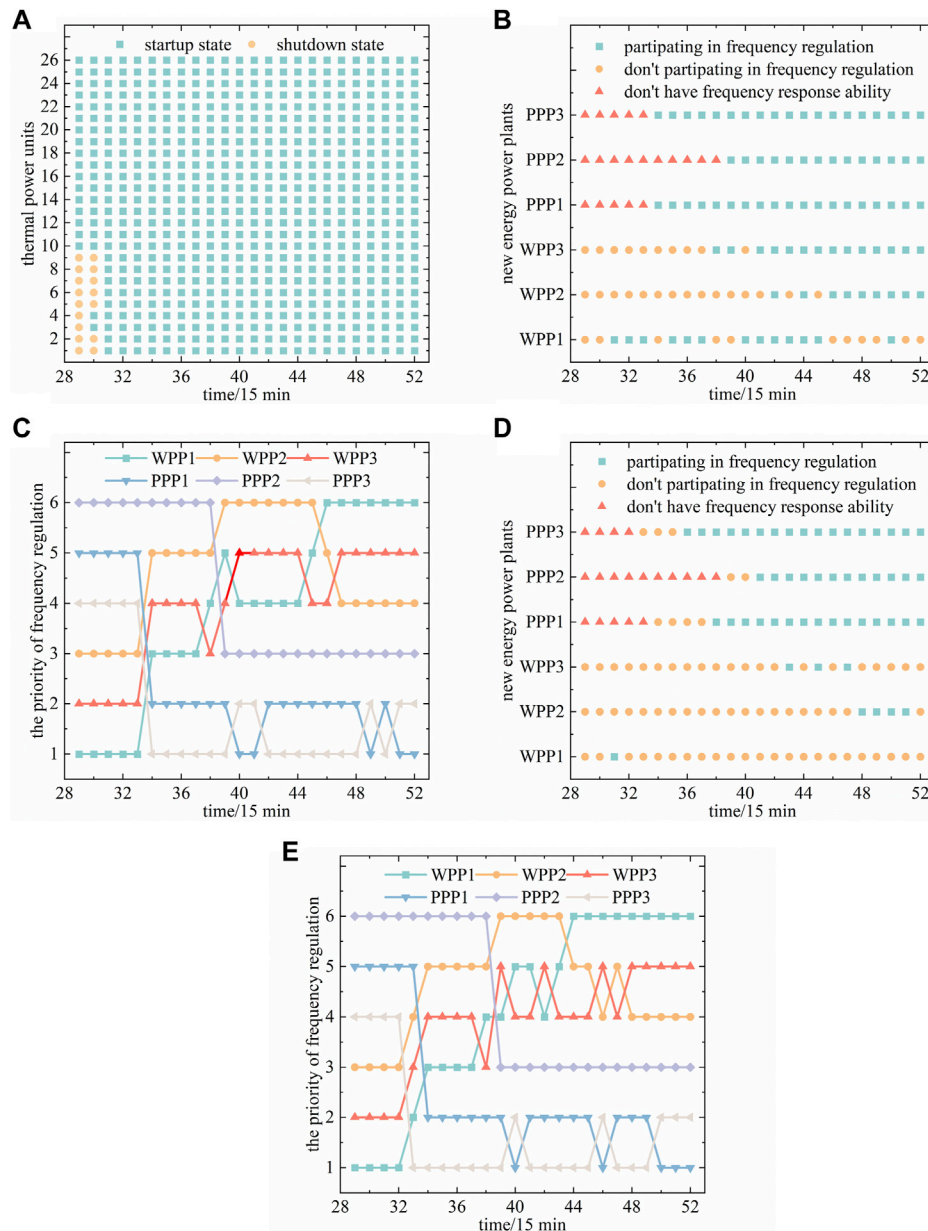 A
startup state shutdown state
26
24
22
20
18
16
14
12
10
8
6
4
2
thermal power units
28 32 36 40 44 48 52
time/15 min
B
partipating in frequency regulation
don't partipating in frequency regulation
don't have frequency response ability
PPP3
PPP2
PPP1
WPP3
WPP2
WPP1
new energy power plants
28 32 36 40 44 48 52
time/15 min
C
WPP1 WPP2 WPP3
PPP1 PPP2 PPP3
6
5
4
3
2
1
the priority of frequency regulation
28 32 36 40 44 48 52
time/15 min
D
partipating in frequency regulation
don't partipating in frequency regulation
don't have frequency response ability
PPP3
PPP2
PPP1
WPP3
WPP2
WPP1
new energy power plants
28 32 36 40 44 48 52
time/15 min
E
WPP1 WPP2 WPP3
PPP1 PPP2 PPP3
6
5
4
3
2
1
the priority of frequency regulation
28 32 36 40 44 48 52
time/15 min